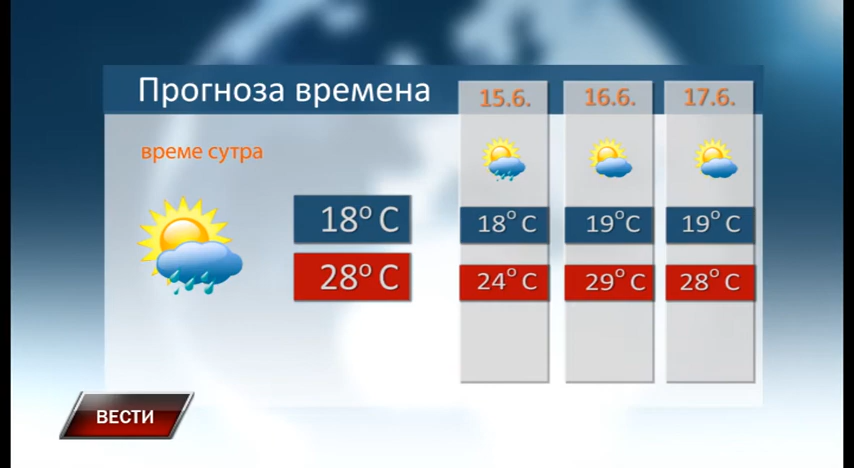 Прогноза времена
15.6. 16.6. 17.6.
време сутра
18° C
28° C
18° C 19°C 19° C
24° C 29° C 28° C
ВЕСТИ